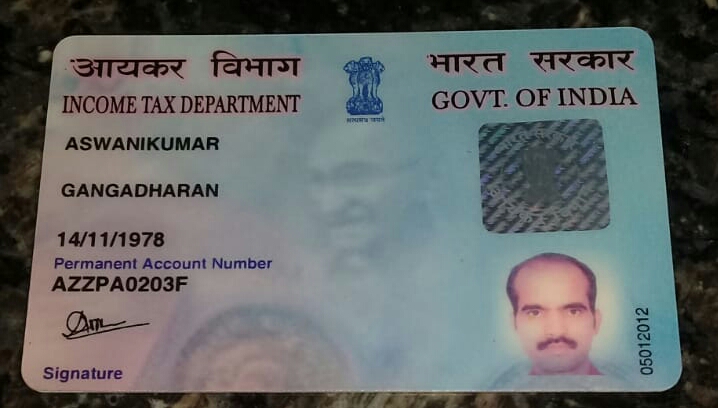 आयकर विभाग
INCOME TAX DEPARTMENT
भारत सरकार
GOVT. OF INDIA
सत्यमेव जयते
ASWANIKUMAR
GANGADHARAN
14/11/1978
Permanent Account Number
AZZPA0203F
Signature
05012012